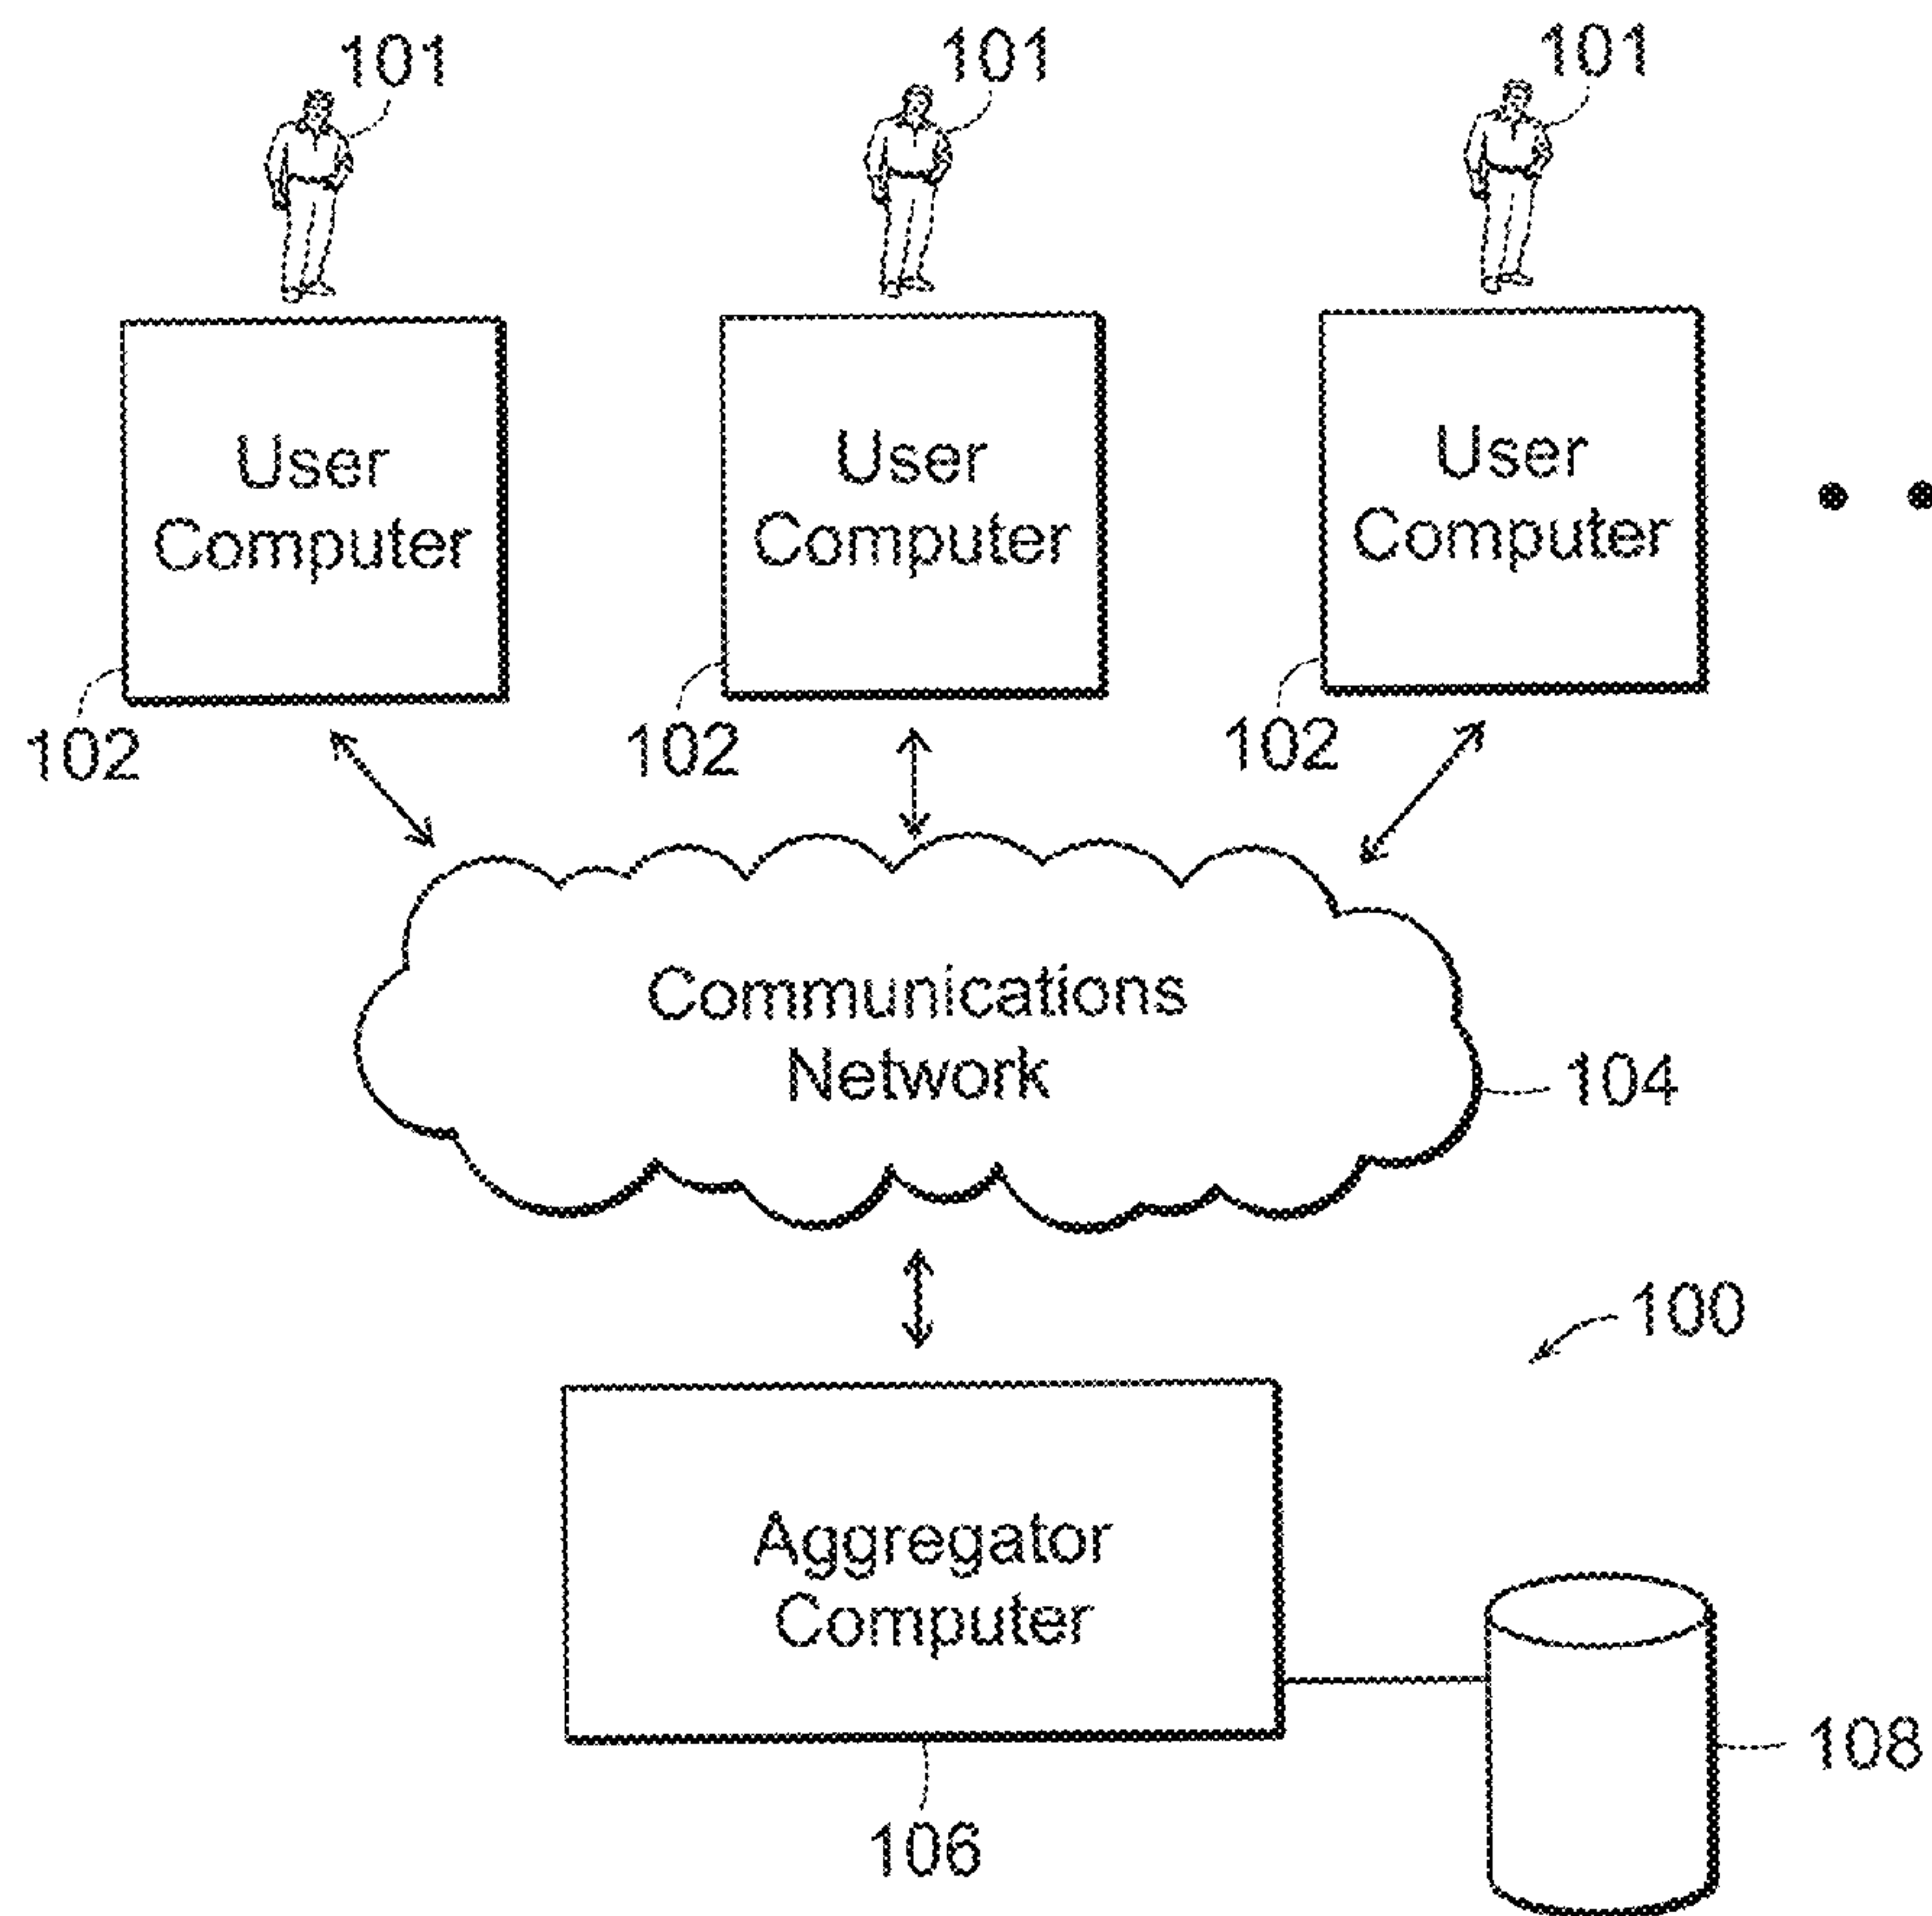 101
101
101
User
Computer
User
Computer
User
Computer
102
102
102
Communications
Network
104
100
Aggregator
Computer
106
108